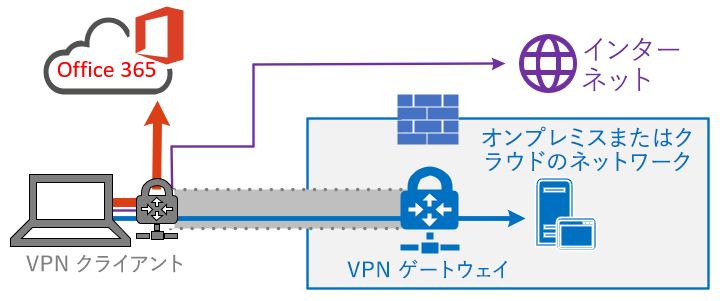 Office 365
インター
ネット
オンプレミスまたはク
ラウドのネットワーク
VPN クライアント
VPN ゲートウェイ